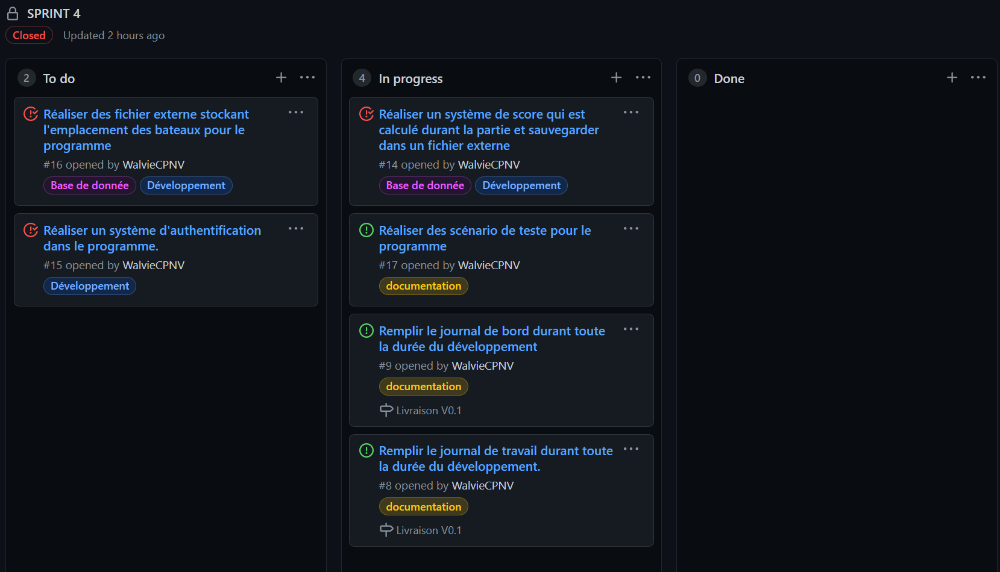 SPRINT 4
Closed Updated 2 hours ago
2 To do
Réaliser des fichier externe stockant
l'emplacement des bateaux pour le
programme
#16 opened by WalvieCPNV
Base de donnée Développement
Réaliser un système d'authentification
dans le programme.
#15 opened by WalvieCPNV
Développement
4 In progress
Réaliser un système de score qui est
calculé durant la partie et sauvegarder
dans un fichier externe
#14 opened by WalvieCPNV
Base de donnée Développement
Réaliser des scénario de teste pour le
programme
#17 opened by WalvieCPNV
documentation
Remplir le journal de bord durant toute
la durée du développement
#9 opened by WalvieCPNV
documentation
Livraison V0.1
Remplir le journal de travail durant toute
la durée du développement.
#8 opened by WalvieCPNV
documentation
Livraison V0.1
0 Done